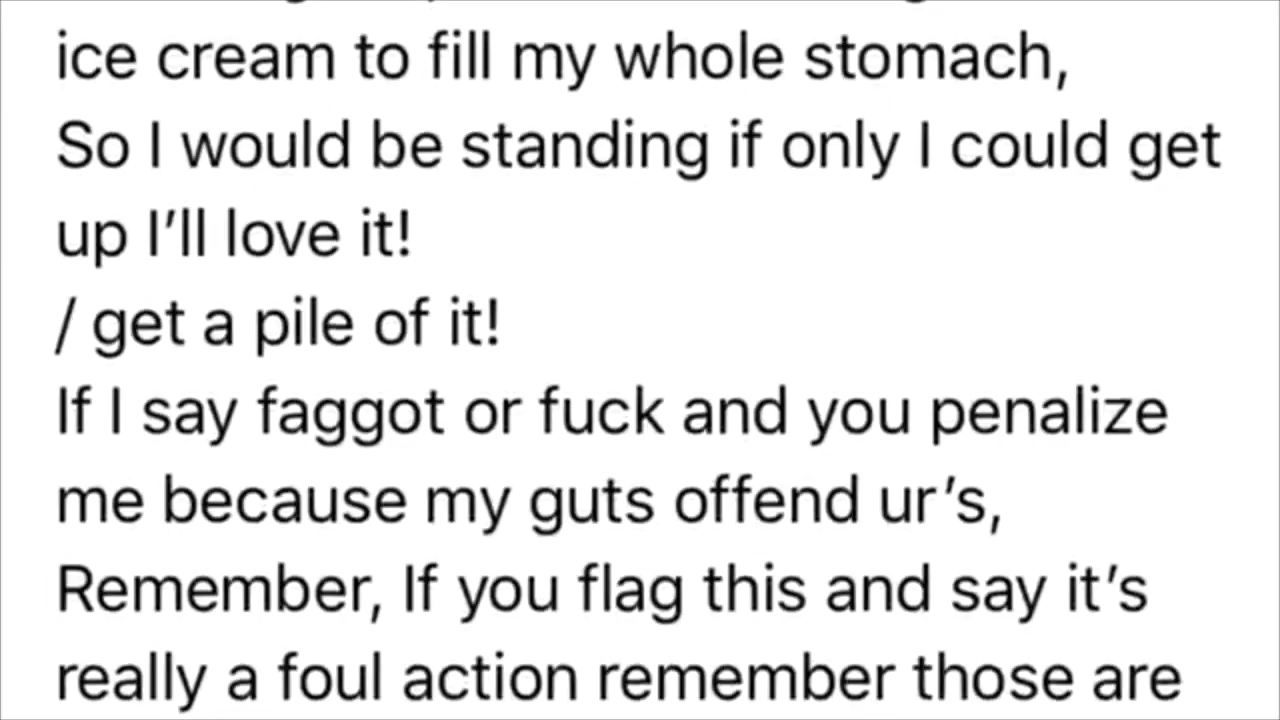 ice cream to fill my whole stomach,
So I would be standing if only I could get
up I’ll love it!
/ get a pile of it!
If I say faggot or fuck and you penalize
me because my guts offend ur’s,
Remember, If you flag this and say it’s
really a foul action remember those are